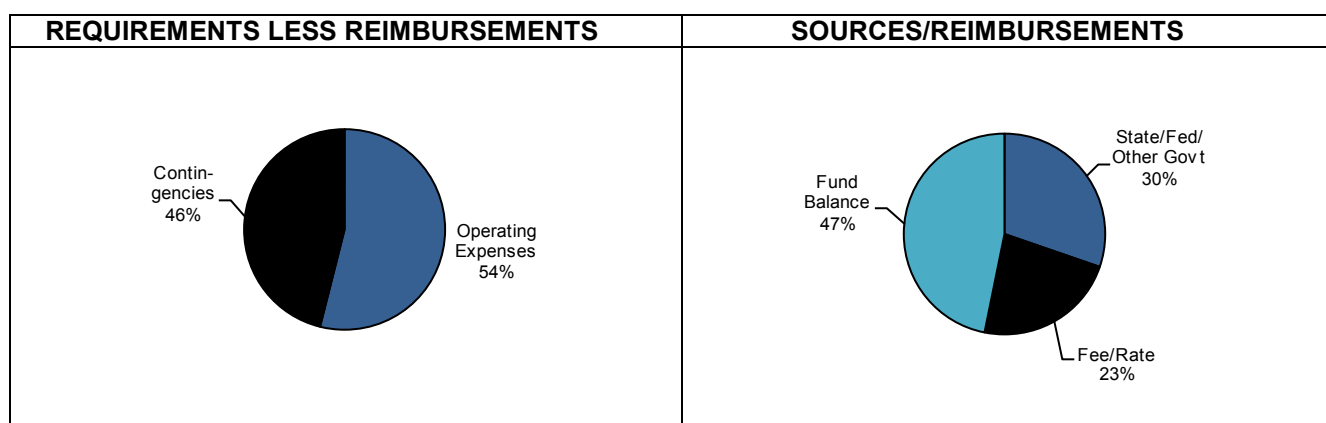 REQUIREMENTS LESS REIMBURSEMENTS
Contin-
gencies
46%
Operating
Expenses
54%
SOURCES/REIMBURSEMENTS
Fund
Balance
47%
State/Fed/
Other Govt
30%
Fee/Rate
23%